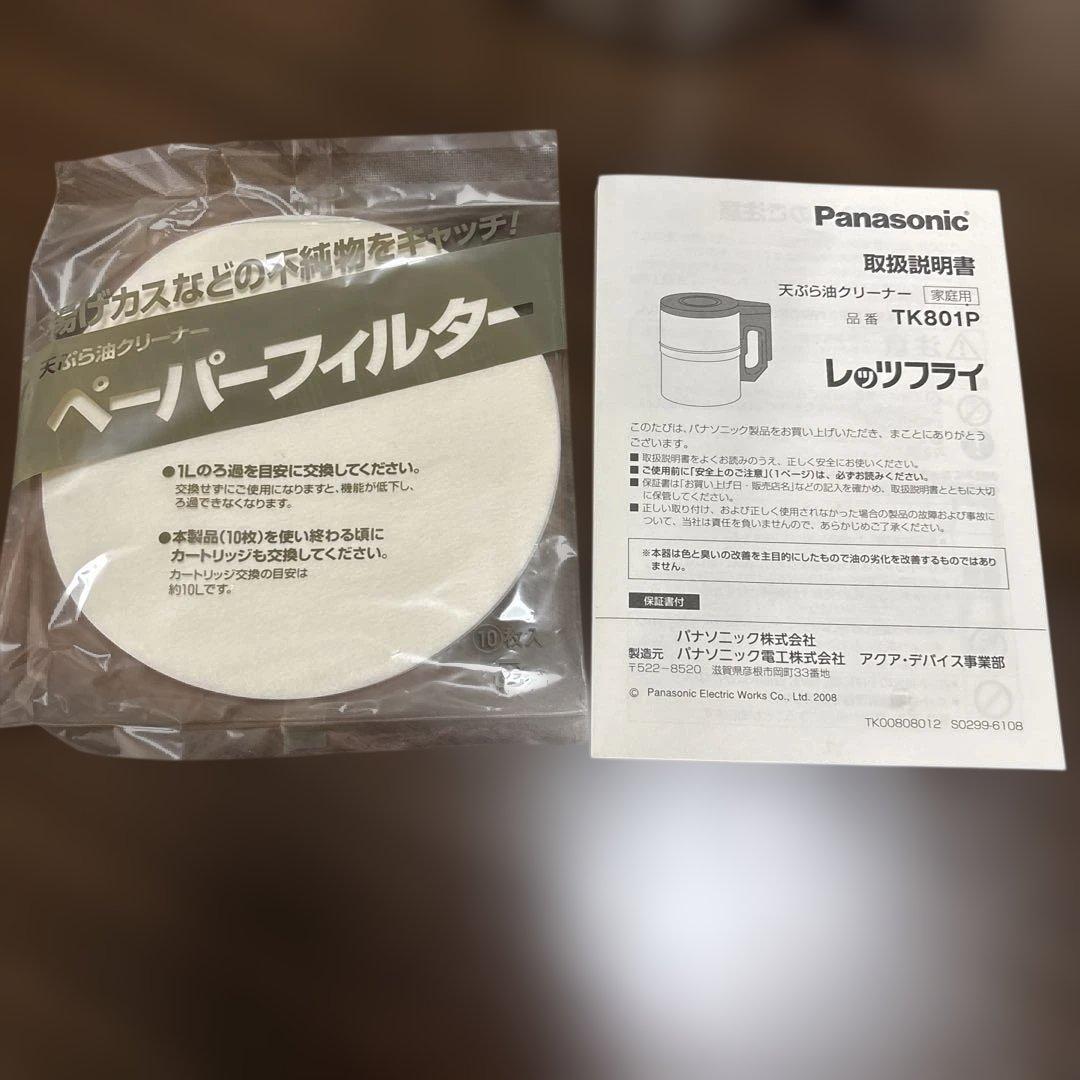 揚げカスなどの不純物をキャッチ!
天ぷら油クリーナー
ペーパーフィルター
●1Lのろ過を目安に交換してください。
交換せずにご使用になりますと、機能が低下し、
ろ過できなくなります。
●本製品(10枚)を使い終わる頃に
カートリッジも交換してください。
カートリッジ交換の目安は
約10Lです。
⑩枚入
Panasonic
取扱説明書
天ぷら油クリーナー 家庭用
品番 TK801P
レッツフライ
このたびは、パナソニック製品をお買い上げいただき、まことにありがとう
ございます。
■ 取扱説明書をよくお読みのうえ、正しく安全にお使いください。
■ ご使用前に「安全上のご注意」(1ページ)は、必ずお読みください。
■ 保証書は「お買い上げ日・販売店名」などの記入を確かめ、取扱説明書とともに大切
に保管してください。
■ 正しい取り付け、および正しく使用されなかった場合の製品の故障および事故に
ついて、当社は責任を負いませんので、あらかじめご了承ください。
※本器は色と臭いの改善を主目的にしたもので油の劣化を改善するものではあり
ません。
保証書付
パナソニック株式会社
製造元 パナソニック電工株式会社 アクア・デバイス事業部
〒522-8520 滋賀県彦根市岡町33番地
© Panasonic Electric Works Co., Ltd. 2008
TK00808012 S0299-6108